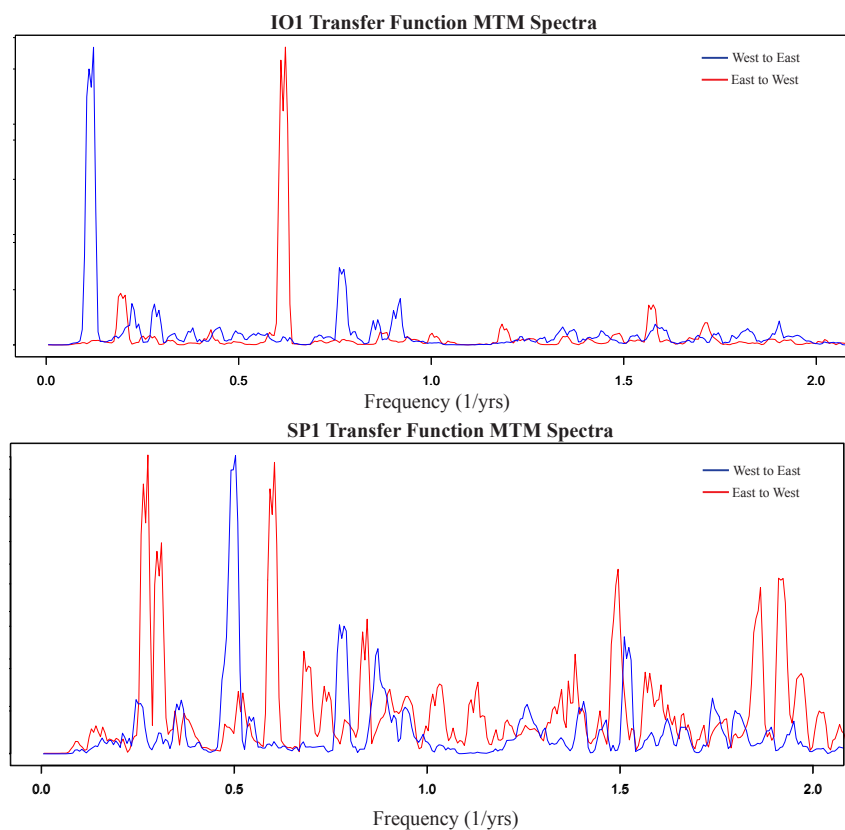 IO1 Transfer Function MTM Spectra
West to East
East to West
0.0 0.5 1.0 1.5 2.0
Frequency (1/yrs)
SP1 Transfer Function MTM Spectra
West to East
East to West
0.0 0.5 1.0 1.5 2.0
Frequency (1/yrs)